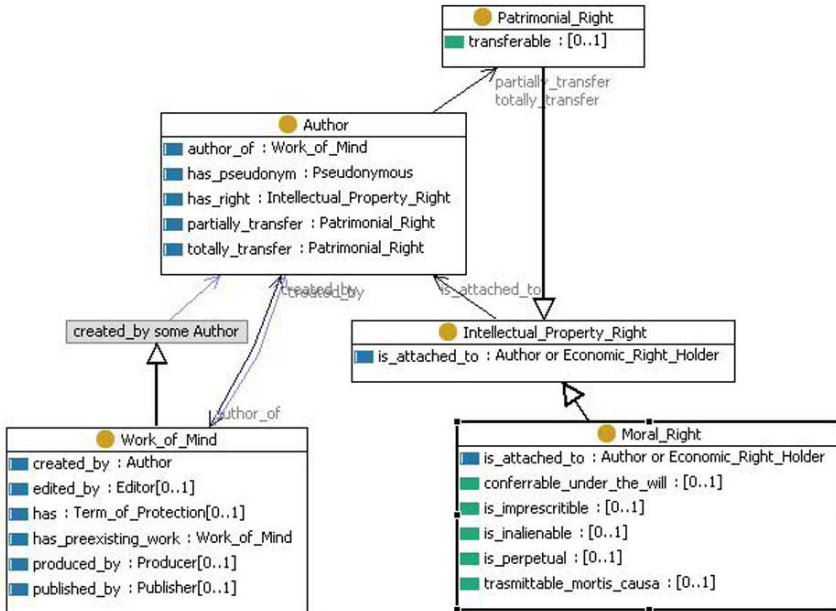 Patrimonial_Right
transferable : [0..1]
partially_transfer
totally_transfer
Author
author_of : Work_of_Mind
has_pseudonym : Pseudonymous
has_right : Intellectual_Property_Right
partially_transfer : Patrimonial_Right
totally_transfer : Patrimonial_Right
created_by
created_by
is_attached_to
created_by some Author
Intellectual_Property_Right
is_attached_to : Author or Economic_Right_Holder
author_of
Work_of_Mind
created_by : Author
edited_by : Editor[0..1]
has : Term_of_Protection[0..1]
has_preexisting_work : Work_of_Mind
produced_by : Producer[0..1]
published_by : Publisher[0..1]
Moral_Right
is_attached_to : Author or Economic_Right_Holder
conferrable_under_the_will : [0..1]
is_imprescritible : [0..1]
is_inalienable : [0..1]
is_perpetual : [0..1]
trasmittable_mortis_causa : [0..1]